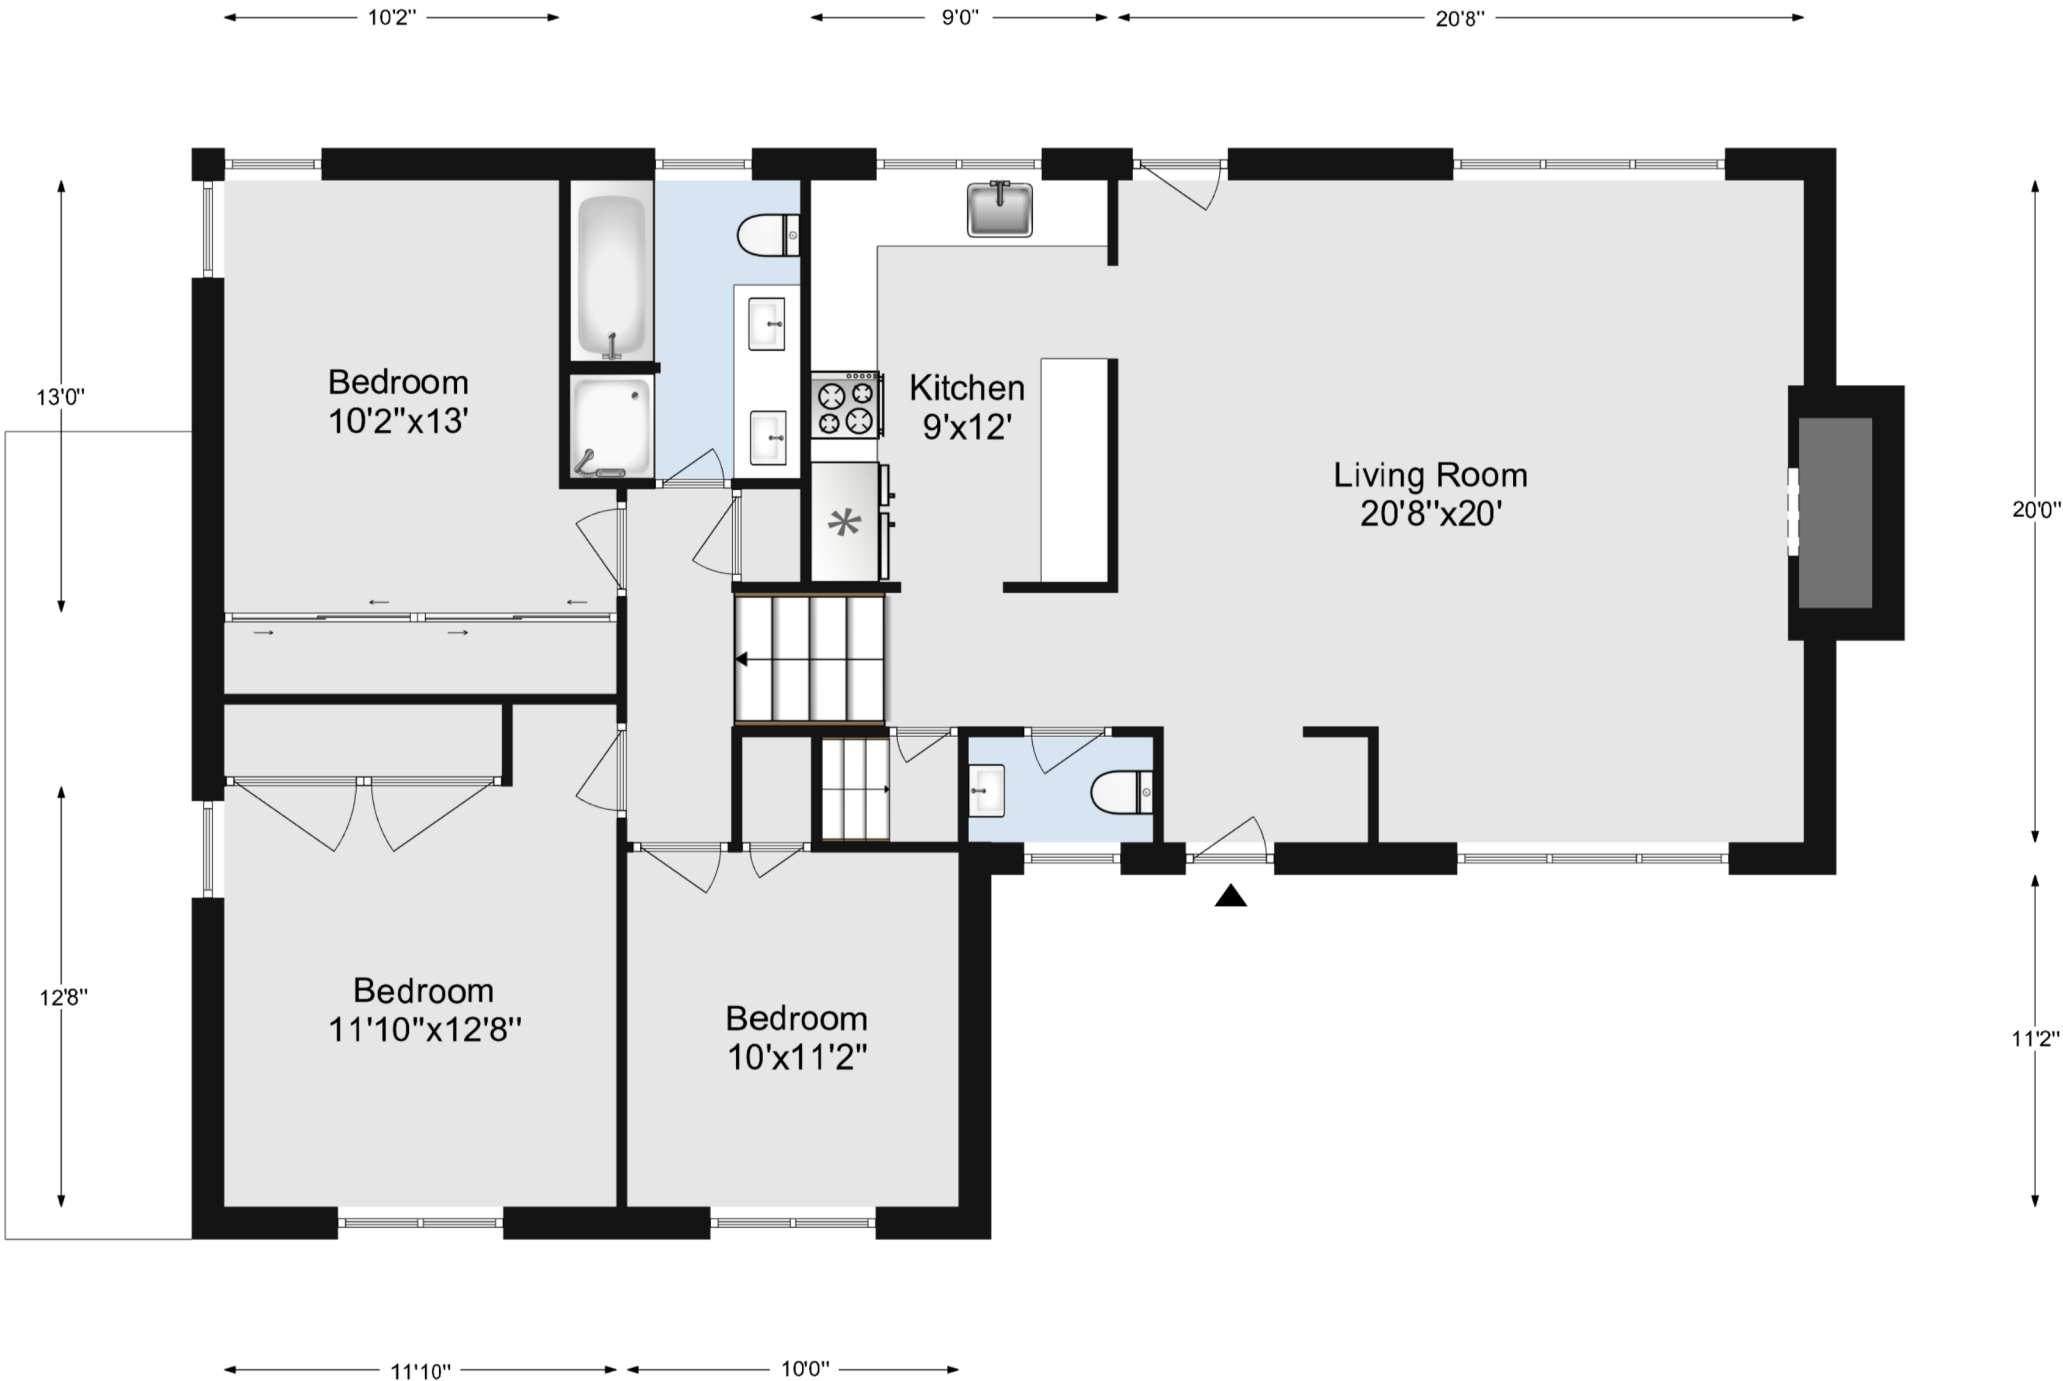 10'2"
9'0"
20'8"
Bedroom
10'2"x13'
13'0"
Kitchen
9'x12'
Living Room
20'8"x20'
20'0"
Bedroom
11'10"x12'8"
12'8"
Bedroom
10'x11'2"
11'2"
11'10"
10'0"